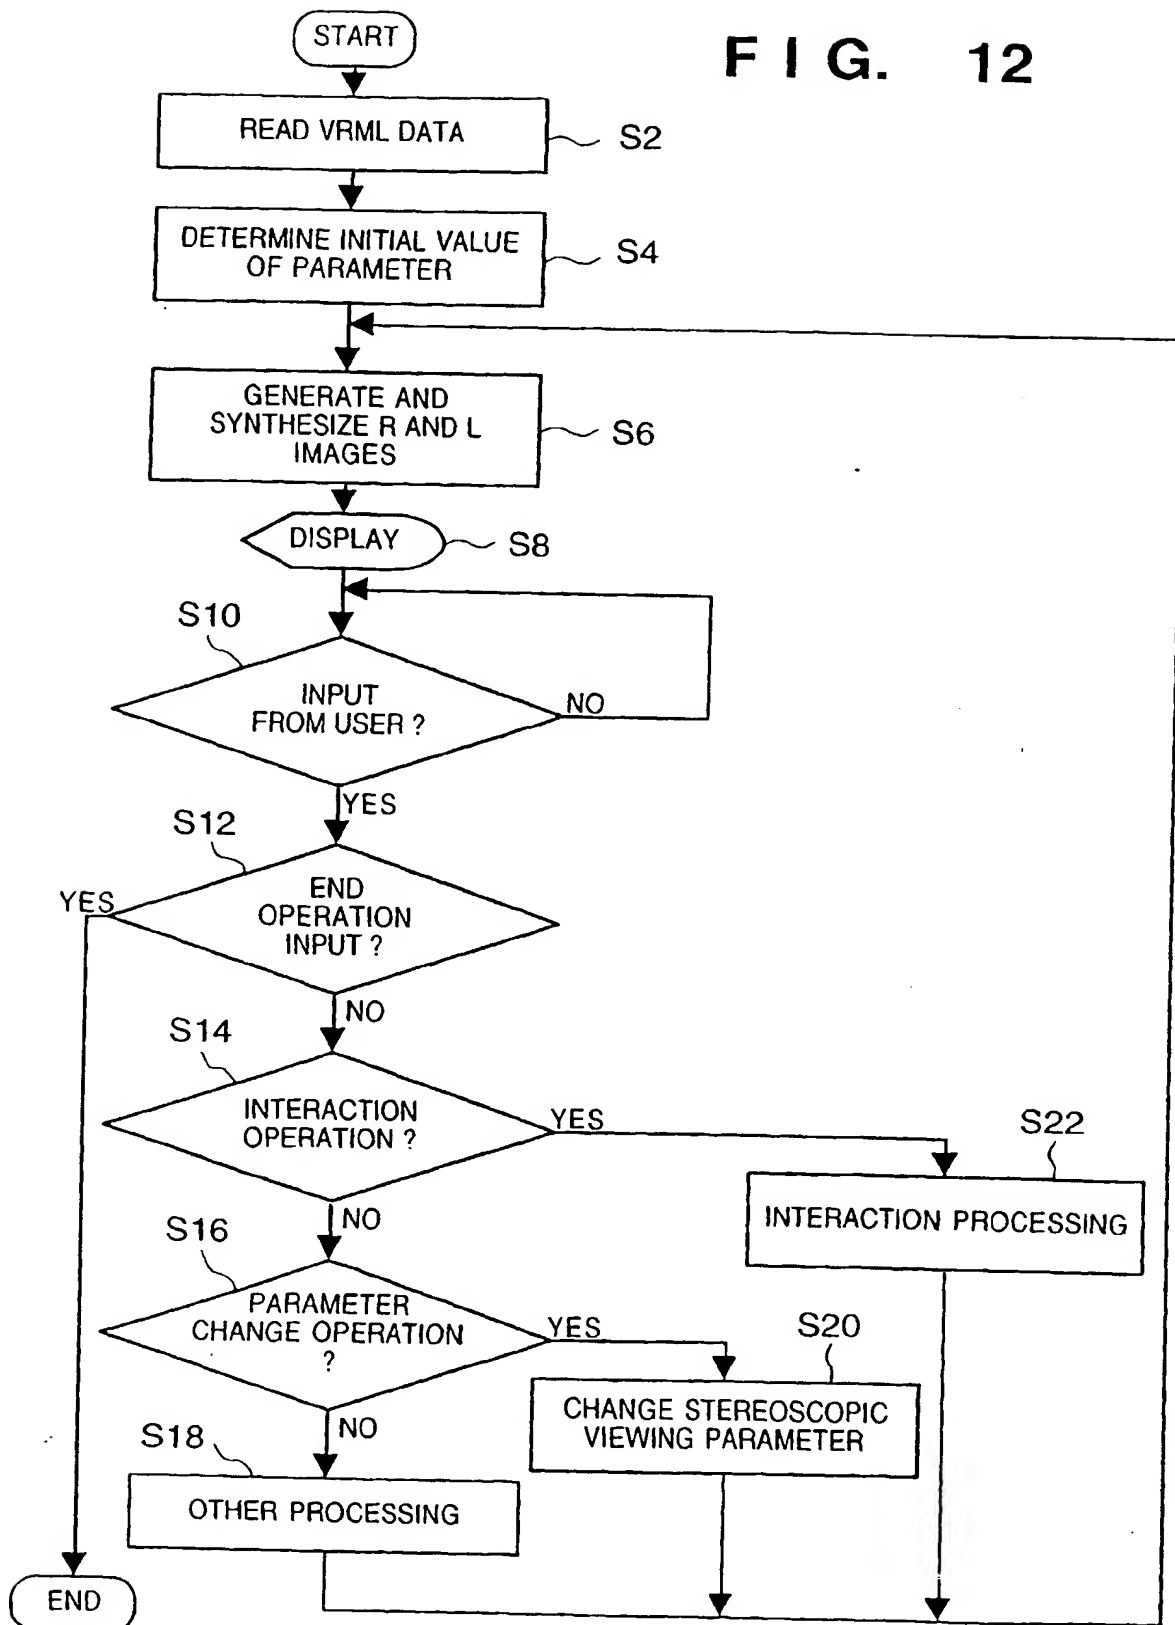 START
FIG. 12
READ VRML DATA
S2
DETERMINE INITIAL VALUE
OF PARAMETER
S4
GENERATE AND
SYNTHESIZE R AND L
IMAGES
S6
DISPLAY
S8
S10
INPUT
FROM USER ?
NO
YES
S12
YES
END
OPERATION
INPUT ?
NO
S14
INTERACTION
OPERATION ?
YES
S22
INTERACTION PROCESSING
NO
S16
PARAMETER
CHANGE OPERATION
?
YES
S20
CHANGE STEREOSCOPIC
VIEWING PARAMETER
NO
S18
OTHER PROCESSING
END